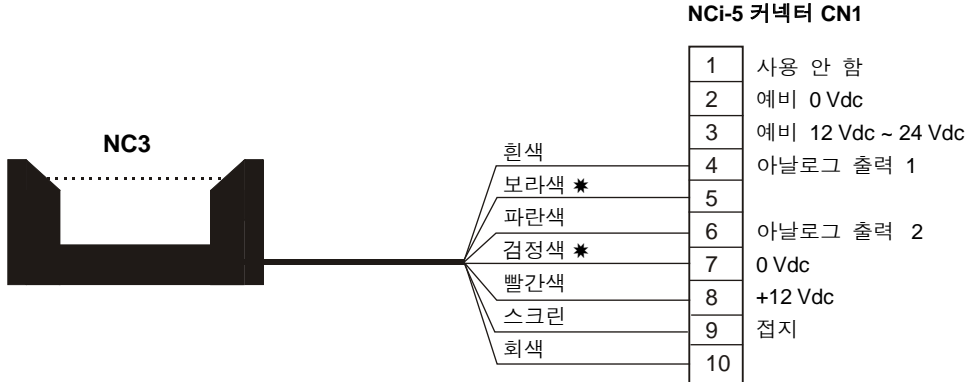 NCi-5 커넥터 CN1
NC3
흰색
보라색 ✷
파란색
검정색 ✷
빨간색
스크린
회색
1 사용 안 함
2 예비 0 Vdc
3 예비 12 Vdc ~ 24 Vdc
4 아날로그 출력 1
5
6 아날로그 출력 2
7 0 Vdc
8 +12 Vdc
9 접지
10